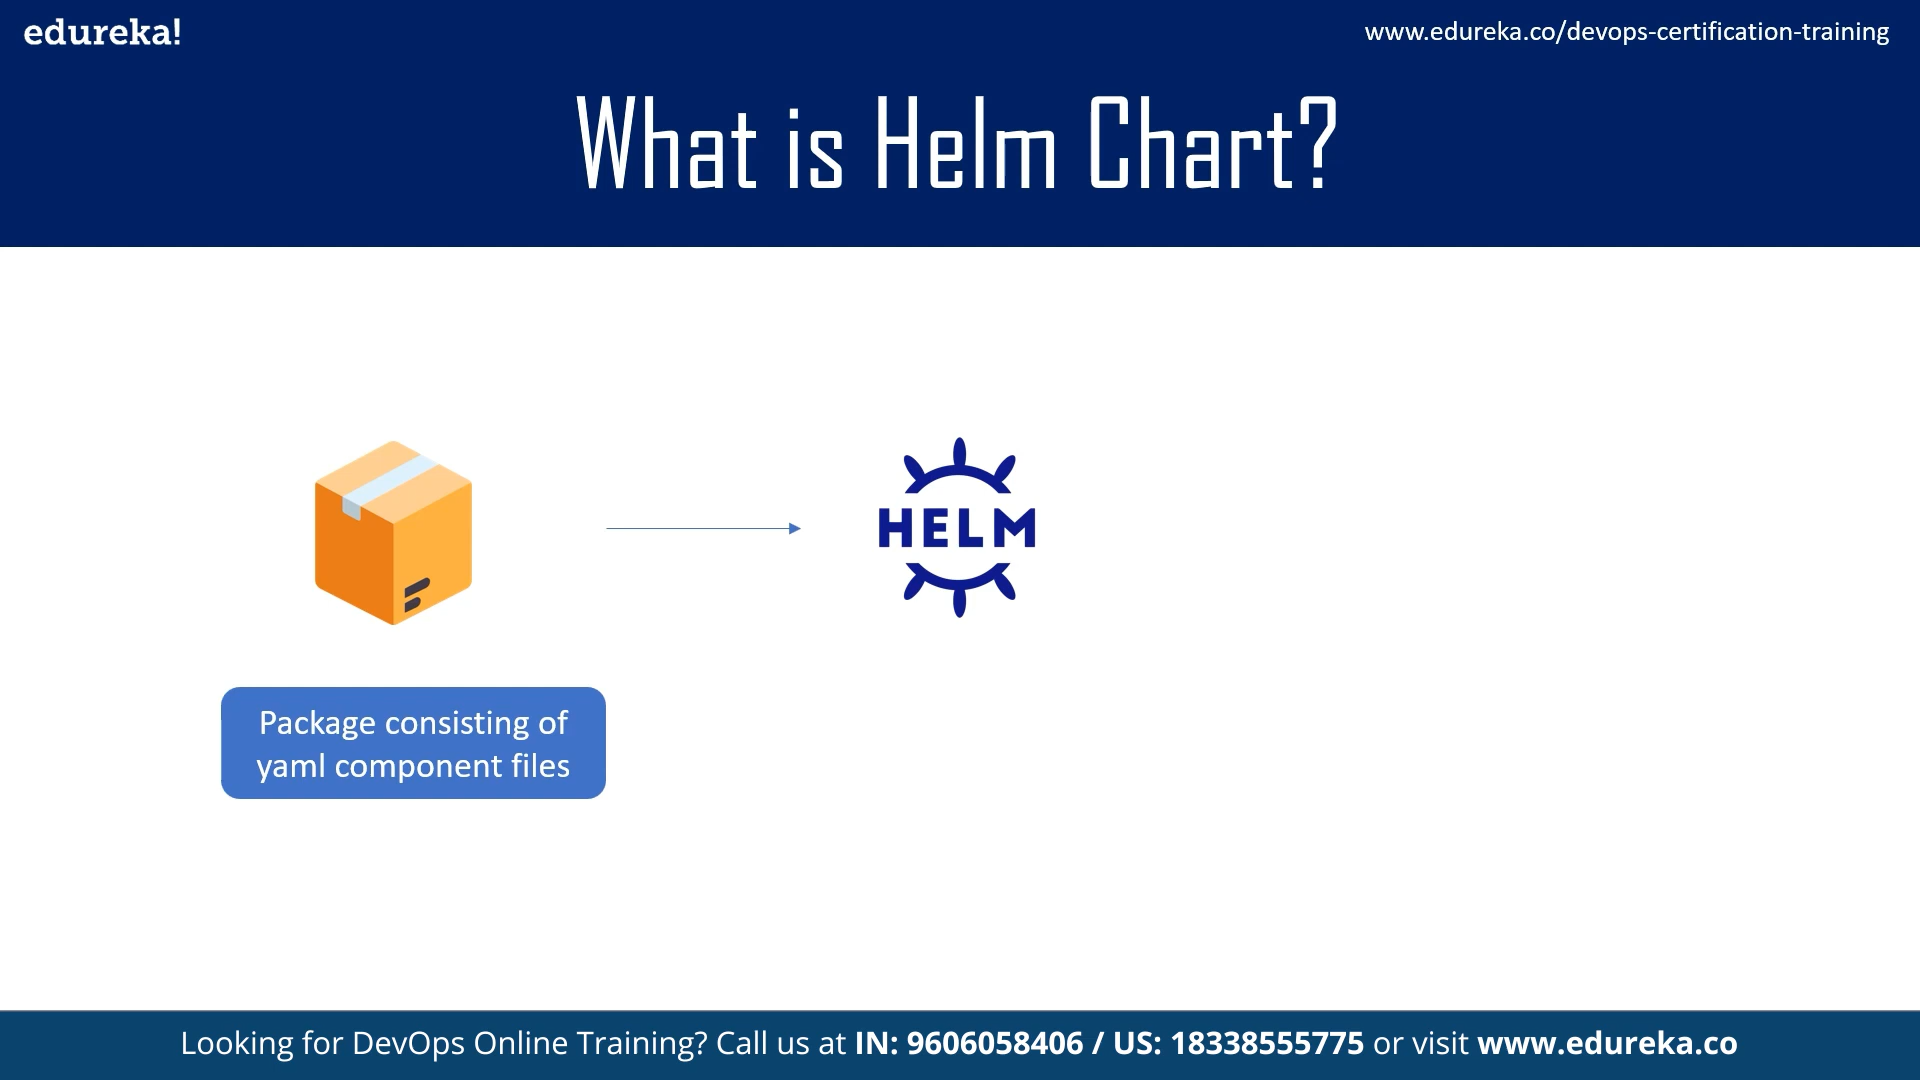 edureka!
www.edureka.co/devops-certification-training
What is Helm Chart?
HELM
Package consisting of
yaml component files
Looking for DevOps Online Training? Call us at IN: 9606058406 / US: 18338555775 or visit www.edureka.co